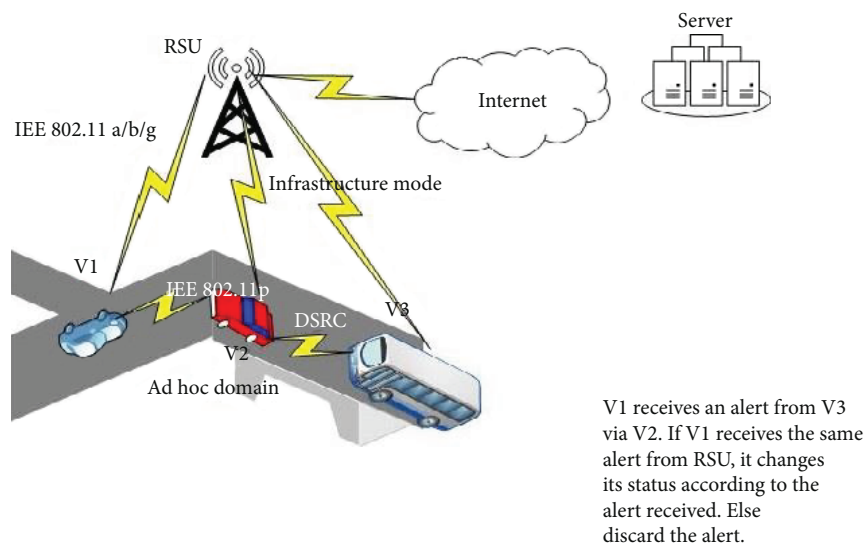 Server
RSU
Internet
IEE 802.11 a/b/g
Infrastructure mode
V1
IEE 802.11p
V3
DSRC
V2
Ad hoc domain
V1 receives an alert from V3
via V2. If V1 receives the same
alert from RSU, it changes
its status according to the
alert received. Else
discard the alert.